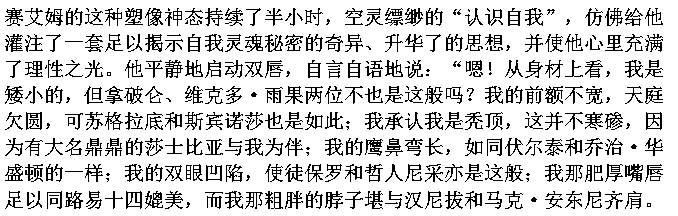 赛艾姆的这种塑像神态持续了半小时，空灵缥缈的“认识自我”，仿佛给他
灌注了一套足以揭示自我灵魂秘密的奇异、升华了的思想，并使他心里充满
了理性之光。他平静地启动双唇，自言自语地说：“嗯！从身材上看，我是
矮小的，但拿破仑、维克多·雨果两位不也是这般吗？我的前额不宽，天庭
欠圆，可苏格拉底和斯宾诺莎也是如此；我承认我是秃顶，这并不寒碜，因
为有大名鼎鼎的莎士比亚与我为伴；我的鹰鼻弯长，如同伏尔泰和乔治·华
盛顿的一样；我的双眼凹陷，使徒保罗和哲人尼采亦是这般；我那肥厚嘴唇
足以同路易十四媲美，而我那粗胖的脖子堪与汉尼拔和马克·安东尼齐肩。